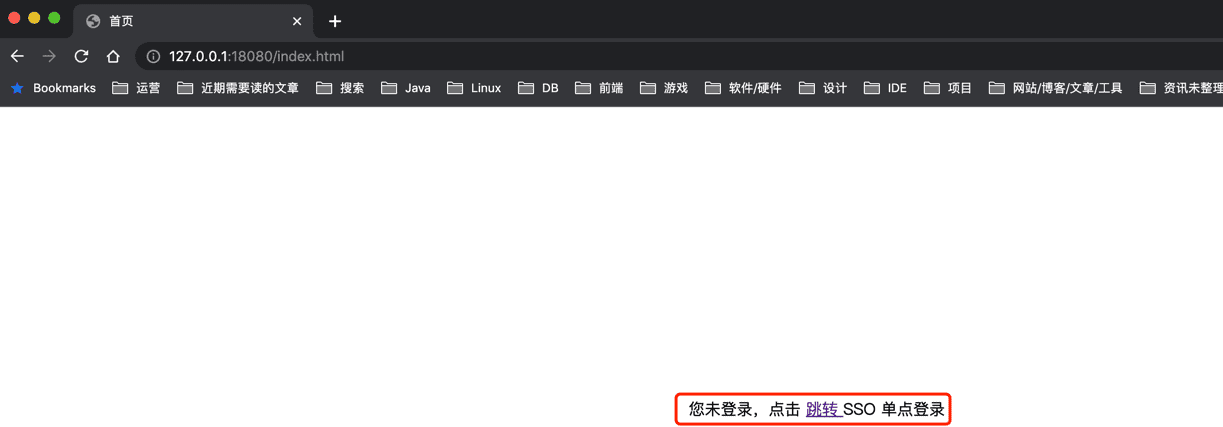 首页
127.0.0.1:18080/index.html
Bookmarks 运营 近期需要读的文章 搜索 Java Linux DB 前端 游戏 软件/硬件 设计 IDE 项目 网站/博客/文章/工具 资讯未整理
您未登录，点击 跳转 SSO 单点登录